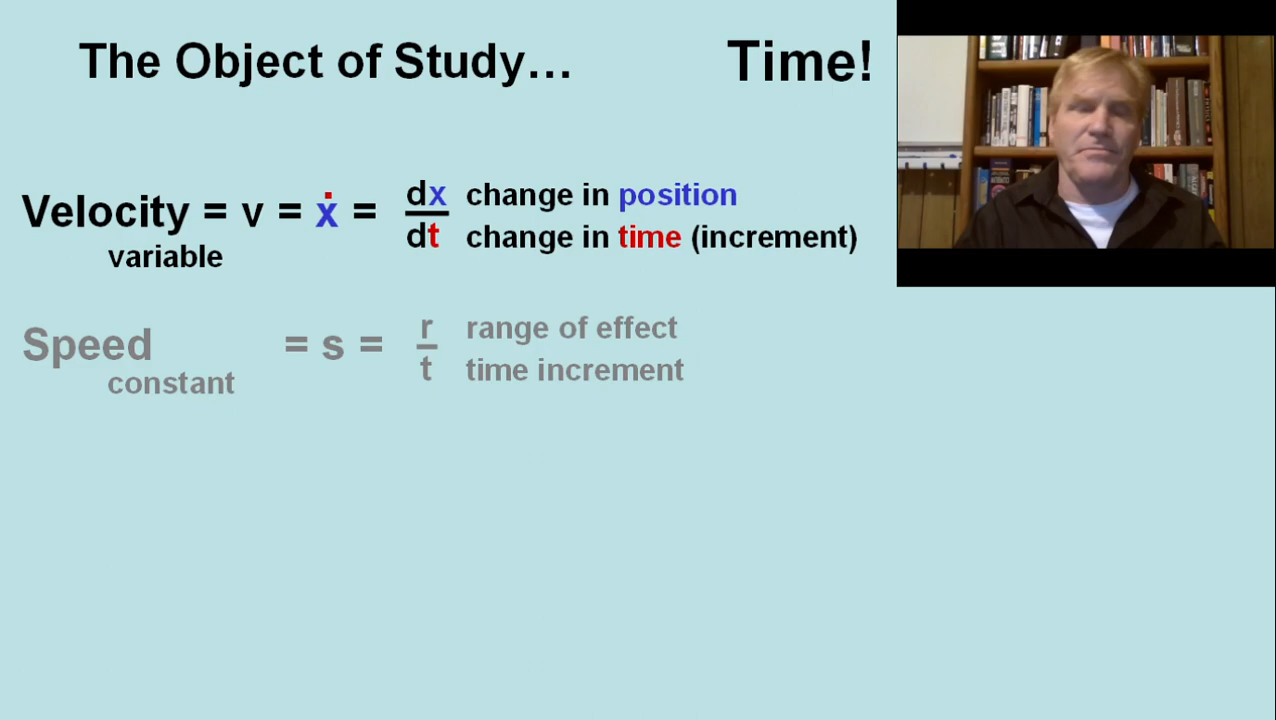 The Object of Study… Time!
Velocity = v = ẋ = dx/dt change in position
change in time (increment)
variable
Speed = s = r/t range of effect
time increment
constant